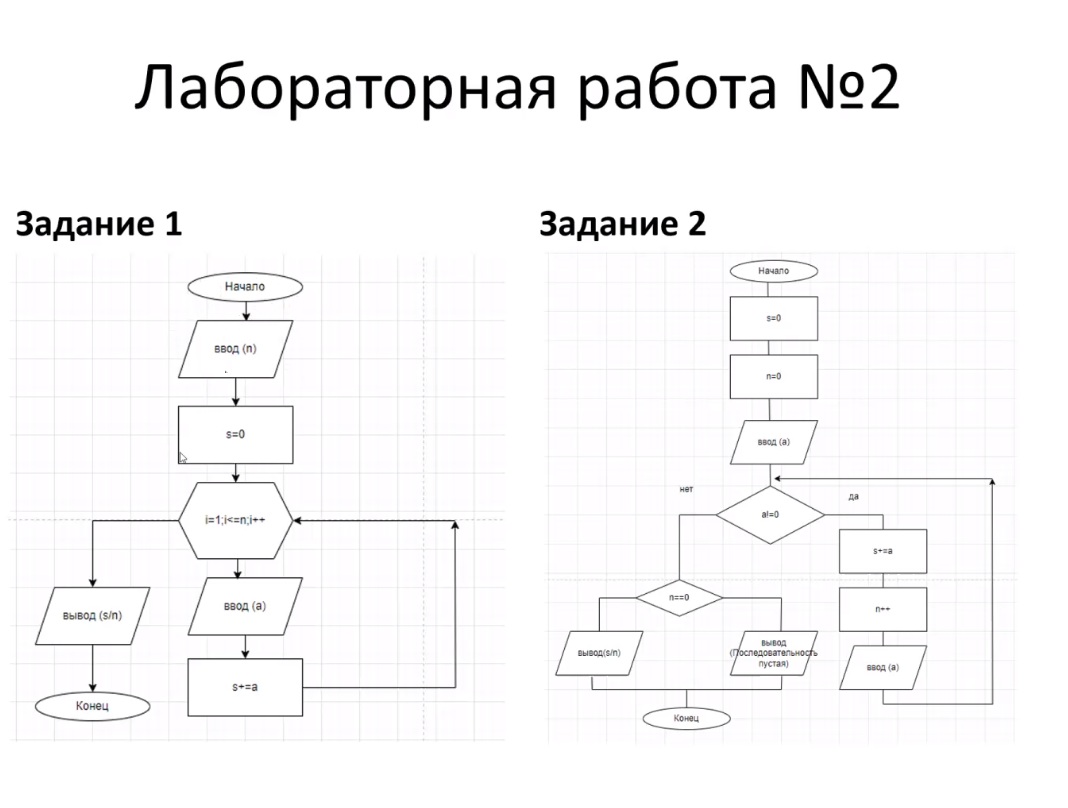 Лабораторная работа №2
Задание 1
Начало
ввод (n)
s=0
i=1;i<=n;i++
вывод (s/n)
ввод (a)
s+=a
Конец
Задание 2
Начало
s=0
n=0
ввод (a)
нет
да
a!=0
s+=a
n==0
n++
вывод(s/n)
вывод
(Последовательность
пустая)
ввод (a)
Конец